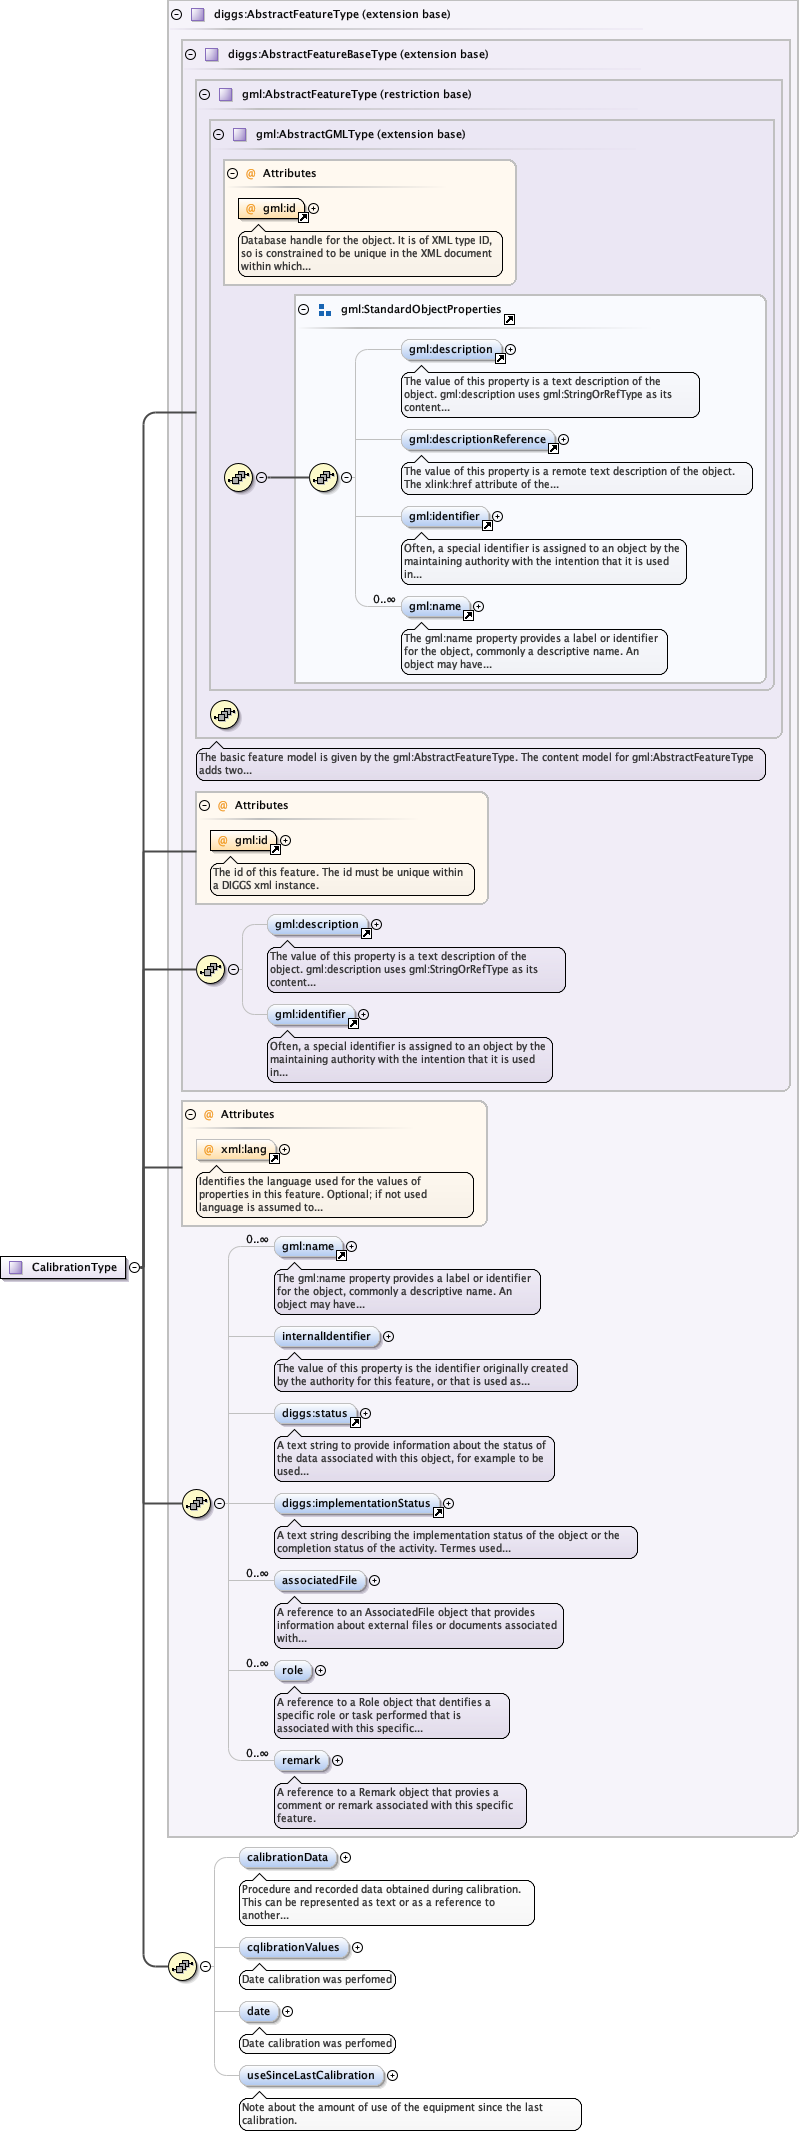 diggs:AbstractFeatureType (extension base)
diggs:AbstractFeatureBaseType (extension base)
gml:AbstractFeatureType (restriction base)
gml:AbstractGMLType (extension base)
@ Attributes
@ gml:id
Database handle for the object. It is of XML type ID,
so is constrained to be unique in the XML document
within which...
gml:StandardObjectProperties
gml:description
The value of this property is a text description of the
object. gml:description uses gml:StringOrRefType as its
content...
gml:descriptionReference
The value of this property is a remote text description of the object.
The xlink:href attribute of the...
gml:identifier
Often, a special identifier is assigned to an object by the
maintaining authority with the intention that it is used
in...
0..∞
gml:name
The gml:name property provides a label or identifier
for the object, commonly a descriptive name. An
object may have...
The basic feature model is given by the gml:AbstractFeatureType. The content model for gml:AbstractFeatureType
adds two...
@ Attributes
@ gml:id
The id of this feature. The id must be unique within
a DIGGS xml instance.
gml:description
The value of this property is a text description of the
object. gml:description uses gml:StringOrRefType as its
content...
gml:identifier
Often, a special identifier is assigned to an object by the
maintaining authority with the intention that it is used
in...
@ Attributes
@ xml:lang
Identifies the language used for the values of
properties in this feature. Optional; if not used
language is assumed to...
CalibrationType
0..∞
gml:name
The gml:name property provides a label or identifier
for the object, commonly a descriptive name. An
object may have...
internalIdentifier
The value of this property is the identifier originally created
by the authority for this feature, or that is used as...
diggs:status
A text string to provide information about the status of
the data associated with this object, for example to be
used...
diggs:implementationStatus
A text string describing the implementation status of the object or the
completion status of the activity. Termes used...
0..∞
associatedFile
A reference to an AssociatedFile object that provides
information about external files or documents associated
with...
0..∞
role
A reference to a Role object that dentifies a
specific role or task performed that is
associated with this specific...
0..∞
remark
A reference to a Remark object that provies a
comment or remark associated with this specific
feature.
calibrationData
Procedure and recorded data obtained during calibration.
This can be represented as text or as a reference to
another...
cqlibrationValues
Date calibration was perfomed
date
Date calibration was perfomed
useSinceLastCalibration
Note about the amount of use of the equipment since the last
calibration.